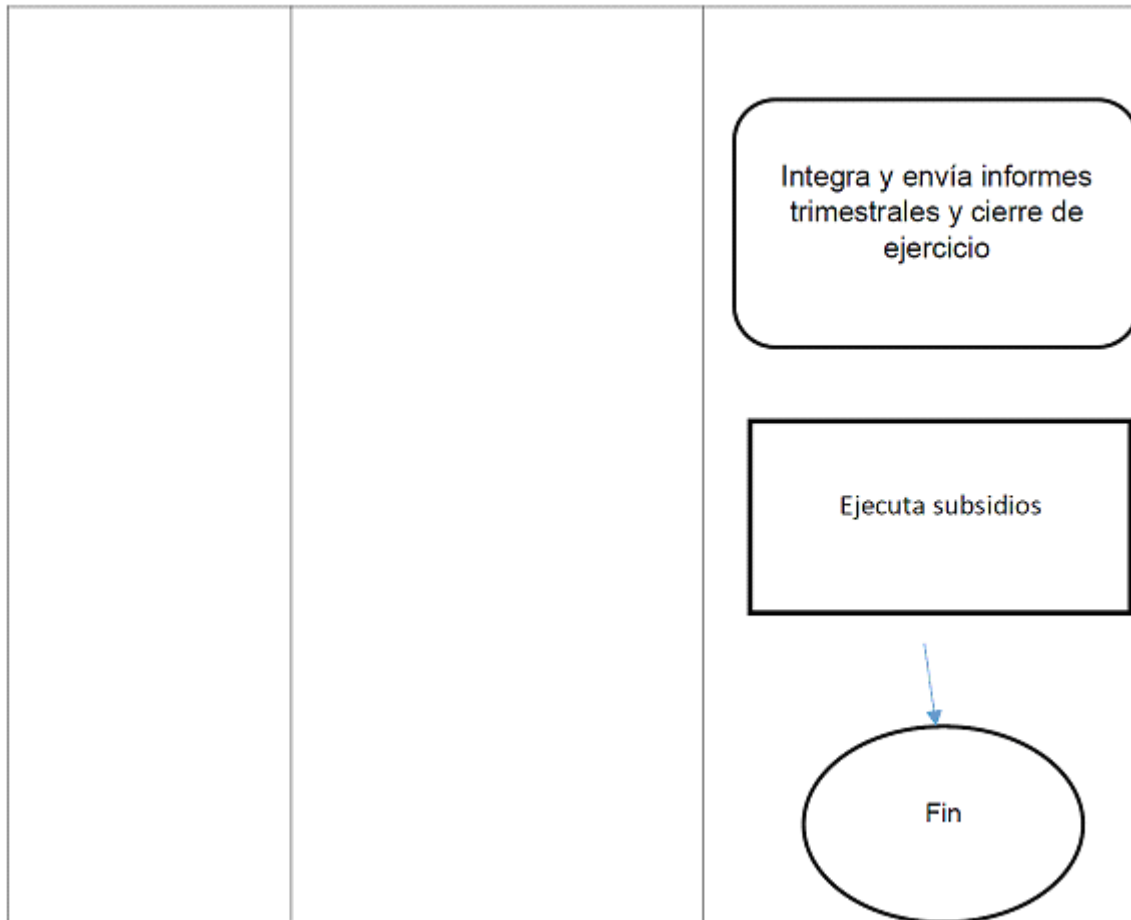 Integra y envía informes
trimestrales y cierre de
ejercicio
Ejecuta subsidios
Fin